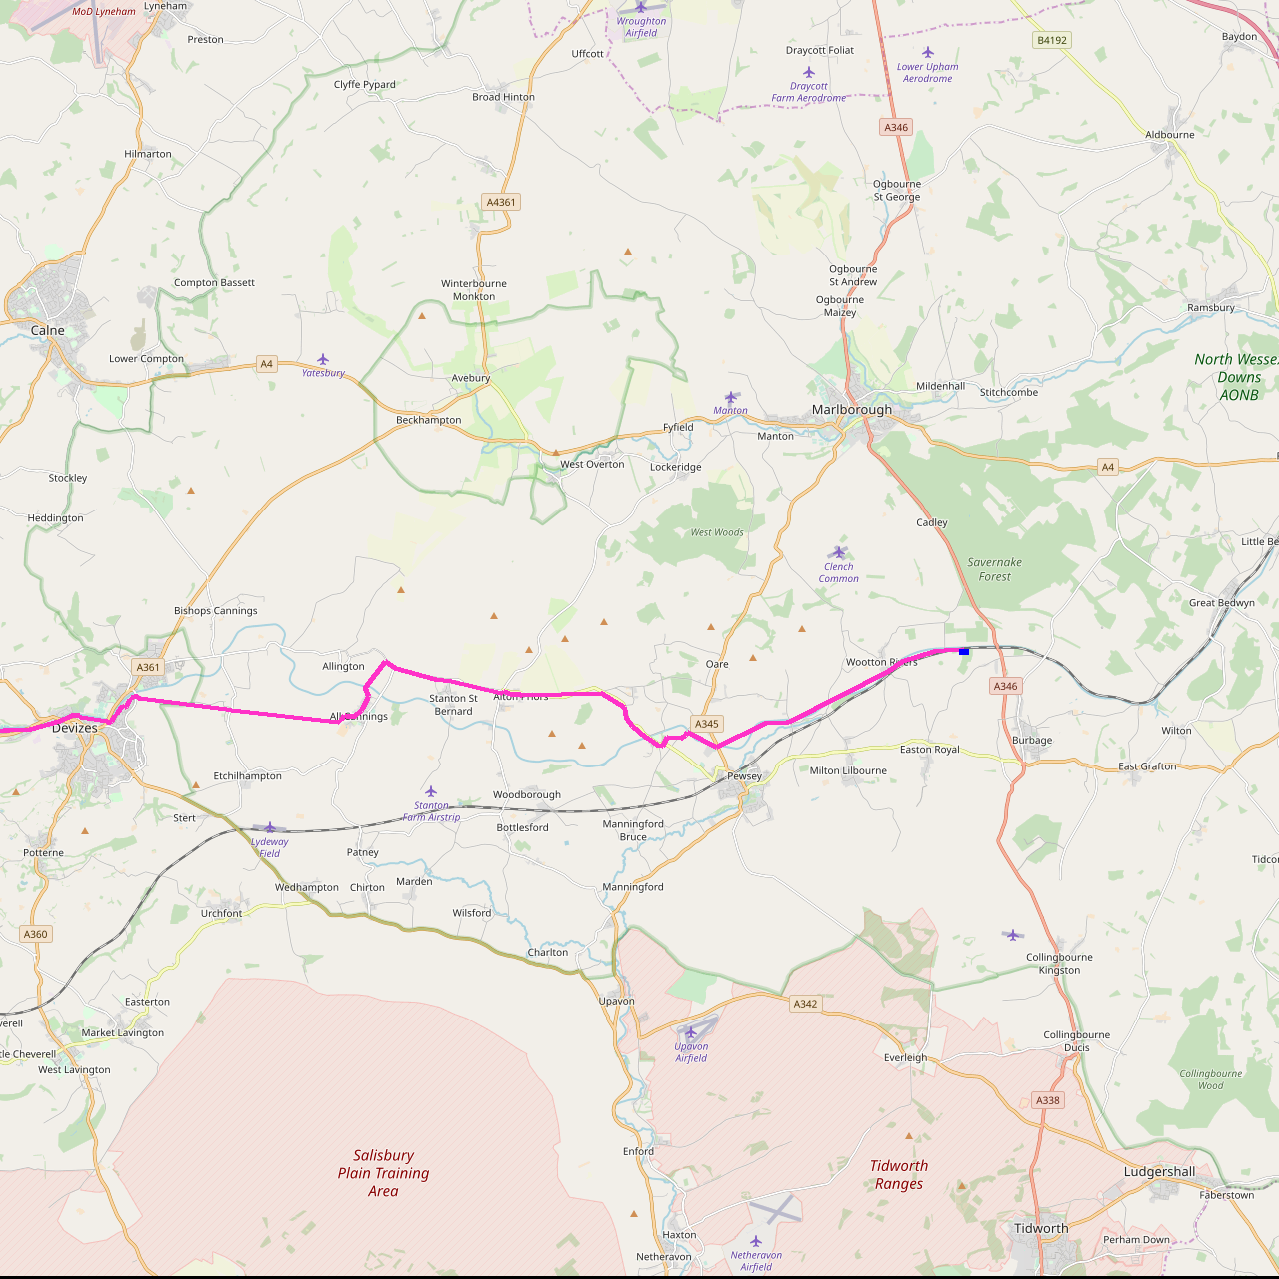 Lyneham
MoD Lyneham
Preston
Wroughton
Airfield
Uffcott
Draycott Foliat
B4192
Baydon
Lower Upham
Aerodrome
Draycott
Farm Aerodrome
Clyffe Pypard
Broad Hinton
A346
Aldbourne
Hilmarton
Ogbourne
St George
A4361
Ogbourne
St Andrew
Compton Bassett
Winterbourne
Monkton
Ogbourne
Maizey
Ramsbury
Calne
Lower Compton
A4
Yatesbury
Avebury
North Wesse
Downs
AONB
Mildenhall
Stitchcombe
Manton
Marlborough
Beckhampton
Fyfield
Manton
West Overton
Lockeridge
A4
Stockley
Heddington
West Woods
Cadley
Little Be
Clench
Common
Savernake
Forest
Bishops Cannings
Great Bedwyn
A361
Allington
Oare
Wootton Rivers
Stanton St
Bernard
Alton Priors
A346
All Cannings
A345
Devizes
Wilton
Burbage
Easton Royal
Etchilhampton
Pewsey
Milton Lilbourne
East Grafton
Stert
Stanton
Farm Airstrip
Woodborough
Bottlesford
Manningford
Bruce
Lydeway
Field
Potterne
Patney
Tidco
Wedhampton
Chirton
Marden
Manningford
Urchfont
Wilsford
A360
Charlton
Collingbourne
Kingston
Easterton
Upavon
A342
verell
Market Lavington
Upavon
Airfield
Collingbourne
Ducis
tle Cheverell
West Lavington
Everleigh
Collingbourne
Wood
A338
Enford
Salisbury
Plain Training
Area
Tidworth
Ranges
Ludgershall
Faberstown
Haxton
Tidworth
Netheravon
Netheravon
Airfield
Perham Down